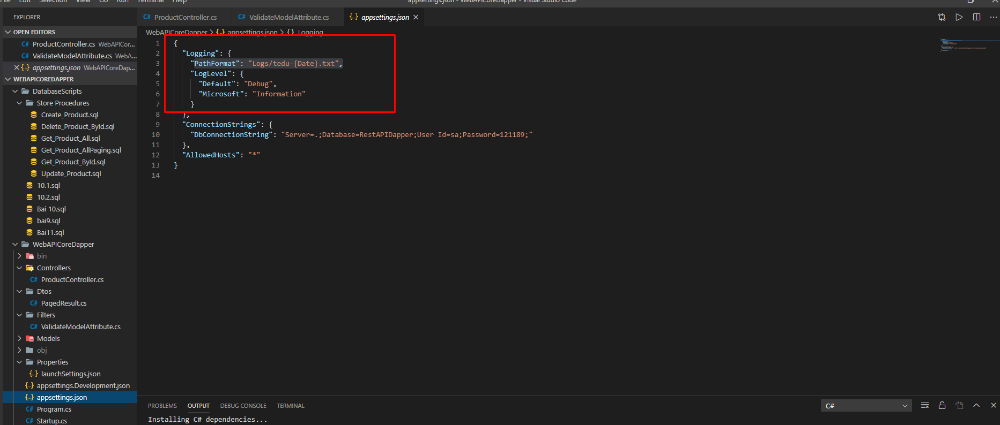 File Edit Selection View Go Run Terminal Help
appsettings.json - WebAPICoreDapper - Visual Studio Code
EXPLORER
C# ProductController.cs
C# ValidateModelAttribute.cs
{..} appsettings.json
OPEN EDITORS
C# ProductController.cs WebAPICor...
C# ValidateModelAttribute.cs WebA...
{..} appsettings.json WebAPICoreDap...
WEBAPICOREDAPPER
DatabaseScripts
Store Procedures
Create_Product.sql
Delete_Product_ById.sql
Get_Product_All.sql
Get_Product_AllPaging.sql
Get_Product_ById.sql
Update_Product.sql
10.1.sql
10.2.sql
Bai 10.sql
bai9.sql
Bai11.sql
WebAPICoreDapper
bin
Controllers
C# ProductController.cs
Dtos
C# PagedResult.cs
Filters
C# ValidateModelAttribute.cs
Models
obj
Properties
{..} launchSettings.json
{..} appsettings.Development.json
{..} appsettings.json
C# Program.cs
C# Startup.cs
WebAPICoreDapper > {..} appsettings.json > {} Logging
1 {
2 "Logging": {
3 "PathFormat": "Logs/tedu-{Date}.txt",
4 "LogLevel": {
5 "Default": "Debug",
6 "Microsoft": "Information"
7 }
8 },
9 "ConnectionStrings": {
10 "DbConnectionString": "Server=.;Database=RestAPIDapper;User Id=sa;Password=121189;"
11 },
12 "AllowedHosts": "*"
13 }
14
PROBLEMS OUTPUT DEBUG CONSOLE TERMINAL
C#
Installing C# dependencies...